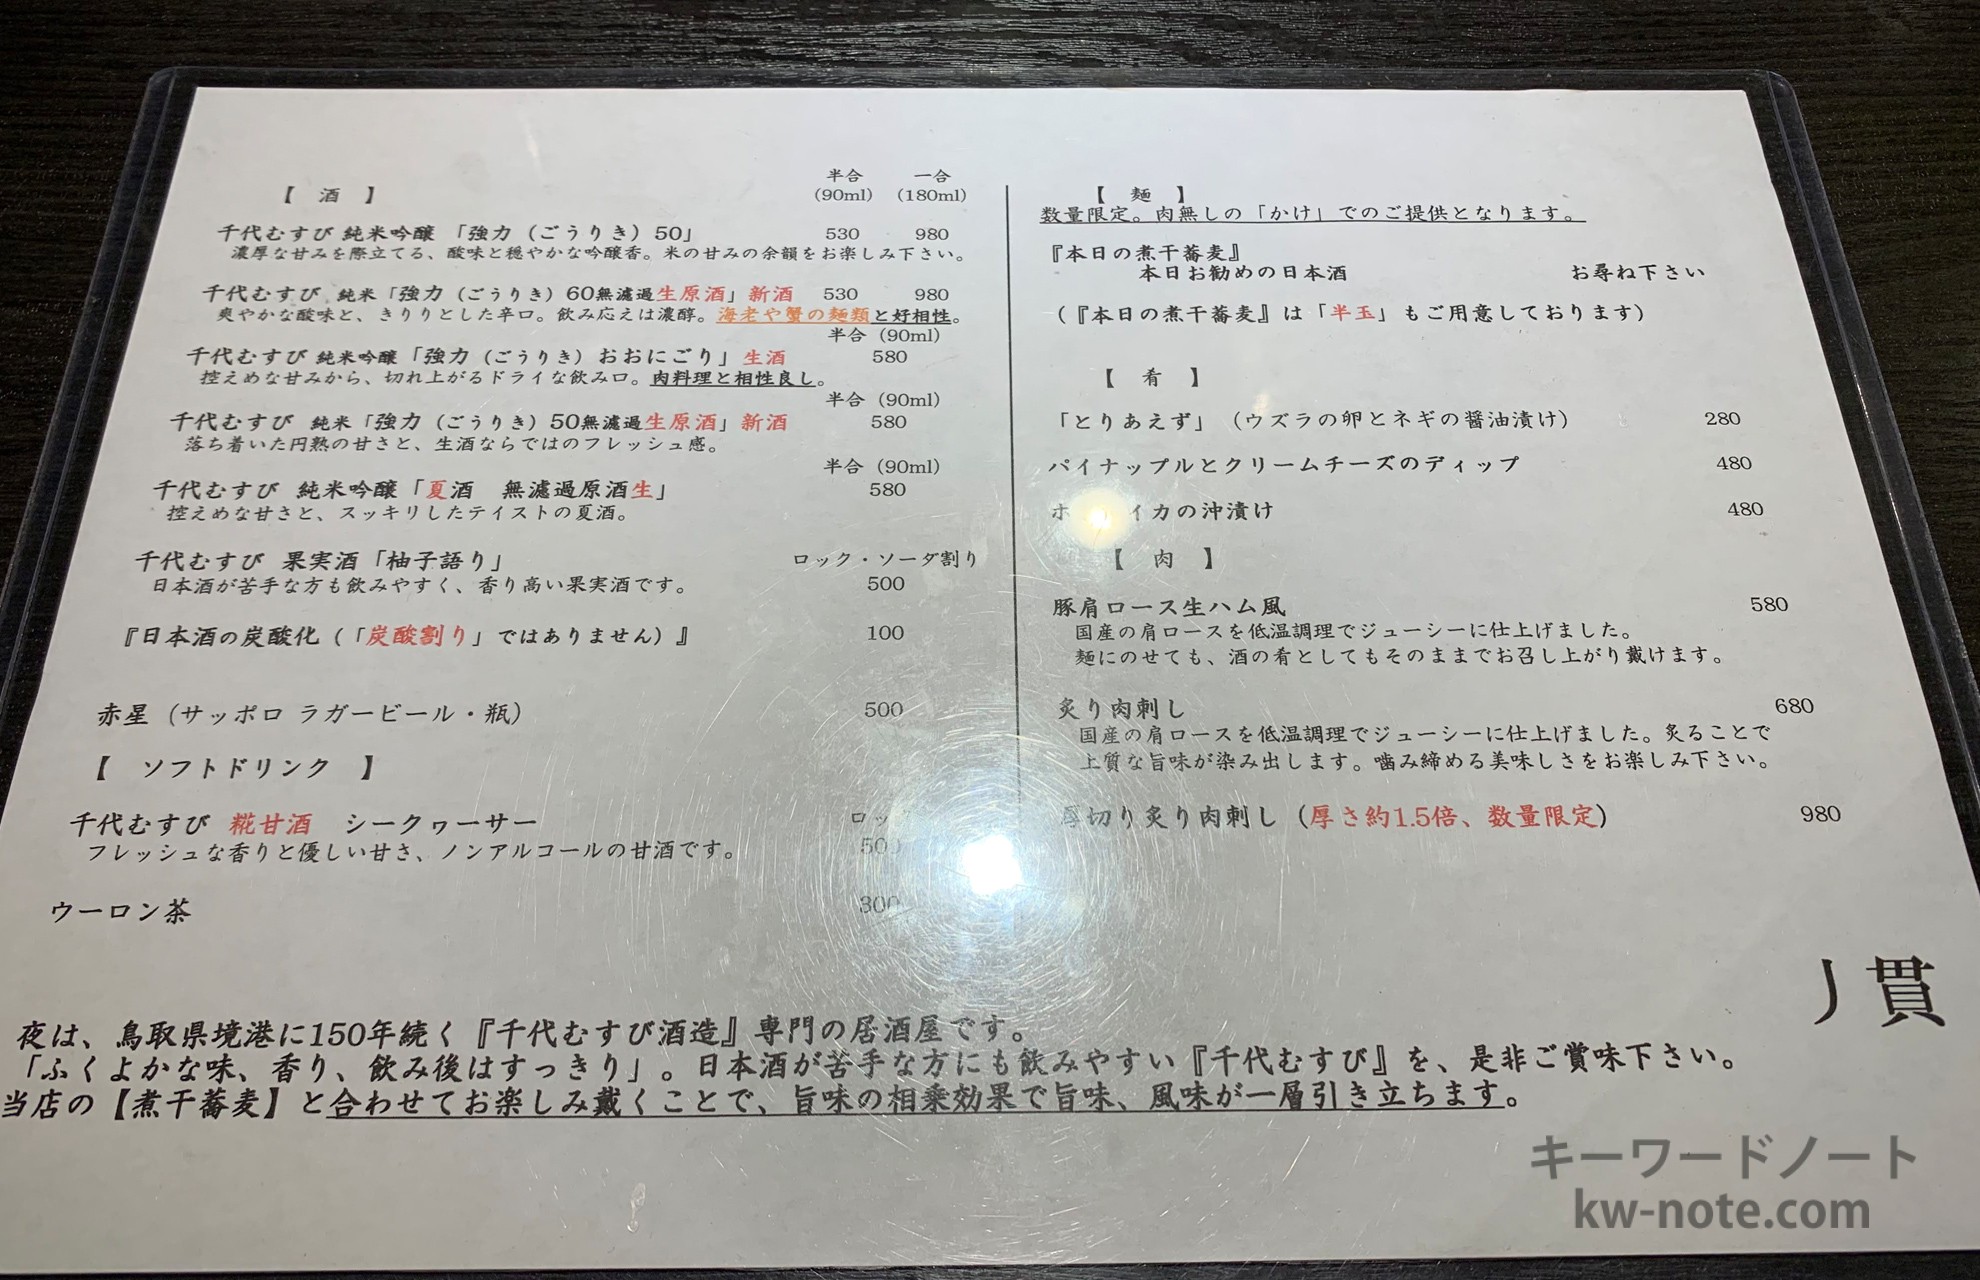 【 酒 】 半合 一合
(90ml) (180ml)
千代むすび 純米吟醸 「強力（ごうりき）50」 530 980
濃厚な甘みを際立てる、酸味と穏やかな吟醸香。米の甘みの余韻をお楽しみ下さい。
千代むすび 純米「強力（ごうりき）60無濾過生原酒」新酒 530 980
爽やかな酸味と、きりりとした辛口。飲み応えは濃醇。海老や蟹の麺類と好相性。
半合（90ml）
千代むすび 純米吟醸「強力（ごうりき）おおにごり」生酒 580
控えめな甘みから、切れ上がるドライな飲み口。肉料理と相性良し。
半合（90ml）
千代むすび 純米「強力（ごうりき）50無濾過生原酒」新酒 580
落ち着いた円熟の甘さと、生酒ならではのフレッシュ感。
半合（90ml）
千代むすび 純米吟醸「夏酒 無濾過原酒生」 580
控えめな甘さと、スッキリしたテイストの夏酒。
千代むすび 果実酒「柚子語り」 ロック・ソーダ割り
日本酒が苦手な方も飲みやすく、香り高い果実酒です。 500
『日本酒の炭酸化（「炭酸割り」ではありません）』 100
赤星（サッポロ ラガービール・瓶） 500
【 ソフトドリンク 】
千代むすび 糀甘酒 シークヮーサー
フレッシュな香りと優しい甘さ、ノンアルコールの甘酒です。 500
ウーロン茶 300
【 麺 】
数量限定。肉無しの「かけ」でのご提供となります。
『本日の煮干蕎麦』
本日お勧めの日本酒 お尋ね下さい
（『本日の煮干蕎麦』は「半玉」もご用意しております）
【 肴 】
「とりあえず」（ウズラの卵とネギの醤油漬け） 280
パイナップルとクリームチーズのディップ 480
ホ イカの沖漬け 480
【 肉 】
豚肩ロース生ハム風 580
国産の肩ロースを低温調理でジューシーに仕上げました。
麺にのせても、酒の肴としてもそのままでお召し上がり戴けます。
炙り肉刺し 680
国産の肩ロースを低温調理でジューシーに仕上げました。炙ることで
上質な旨味が染み出します。噛み締める美味しさをお楽しみ下さい。
厚切り炙り肉刺し（厚さ約1.5倍、数量限定） 980
丿貫
夜は、鳥取県境港に150年続く『千代むすび酒造』専門の居酒屋です。
「ふくよかな味、香り、飲み後はすっきり」。日本酒が苦手な方にも飲みやすい『千代むすび』を、是非ご賞味下さい。
当店の【煮干蕎麦】と合わせてお楽しみ戴くことで、旨味の相乗効果で旨味、風味が一層引き立ちます。
キーワードノート
kw-note.com